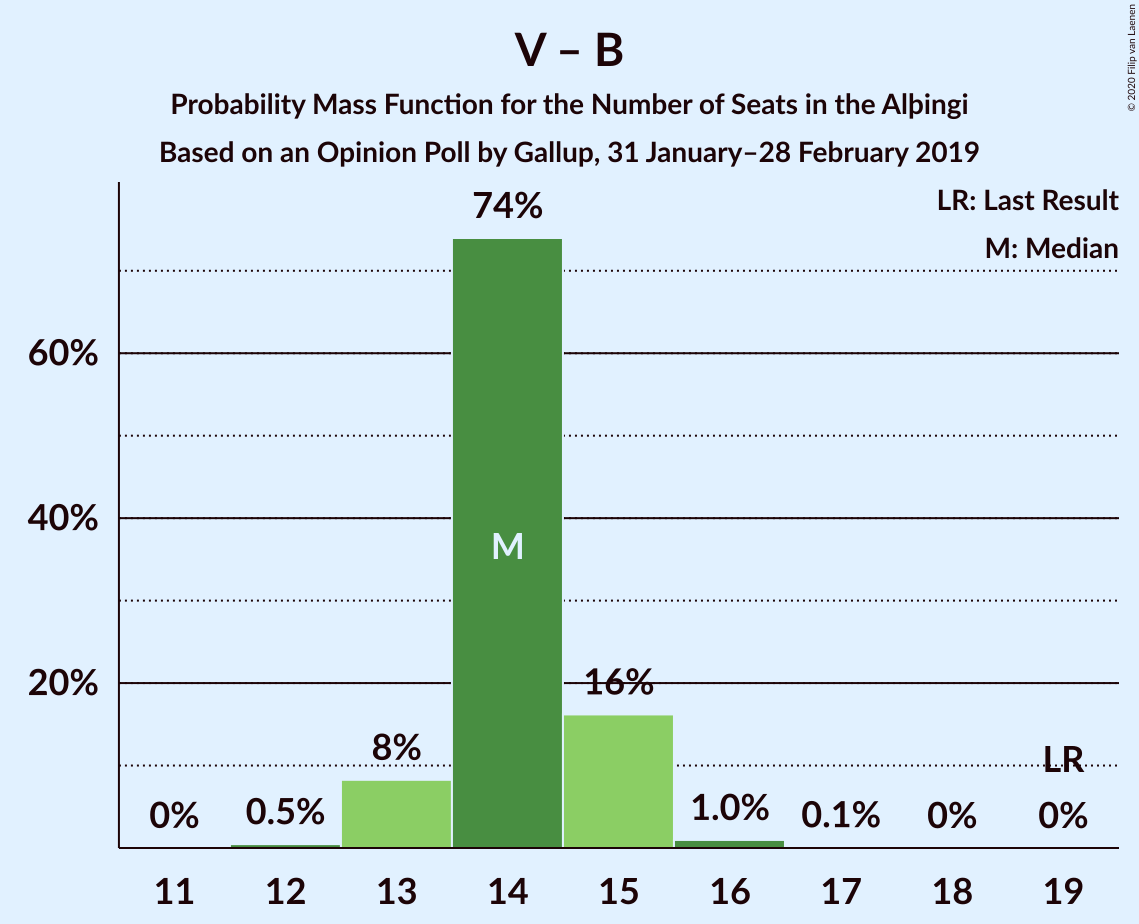 V – B
Probability Mass Function for the Number of Seats in the Alþingi
Based on an Opinion Poll by Gallup, 31 January–28 February 2019
© 2020 Filip van Laenen
LR: Last Result
M: Median
74%
60%
40%
20%
M
16%
8%
LR
0%
0.5%
1.0%
0.1%
0%
0%
11 12 13 14 15 16 17 18 19